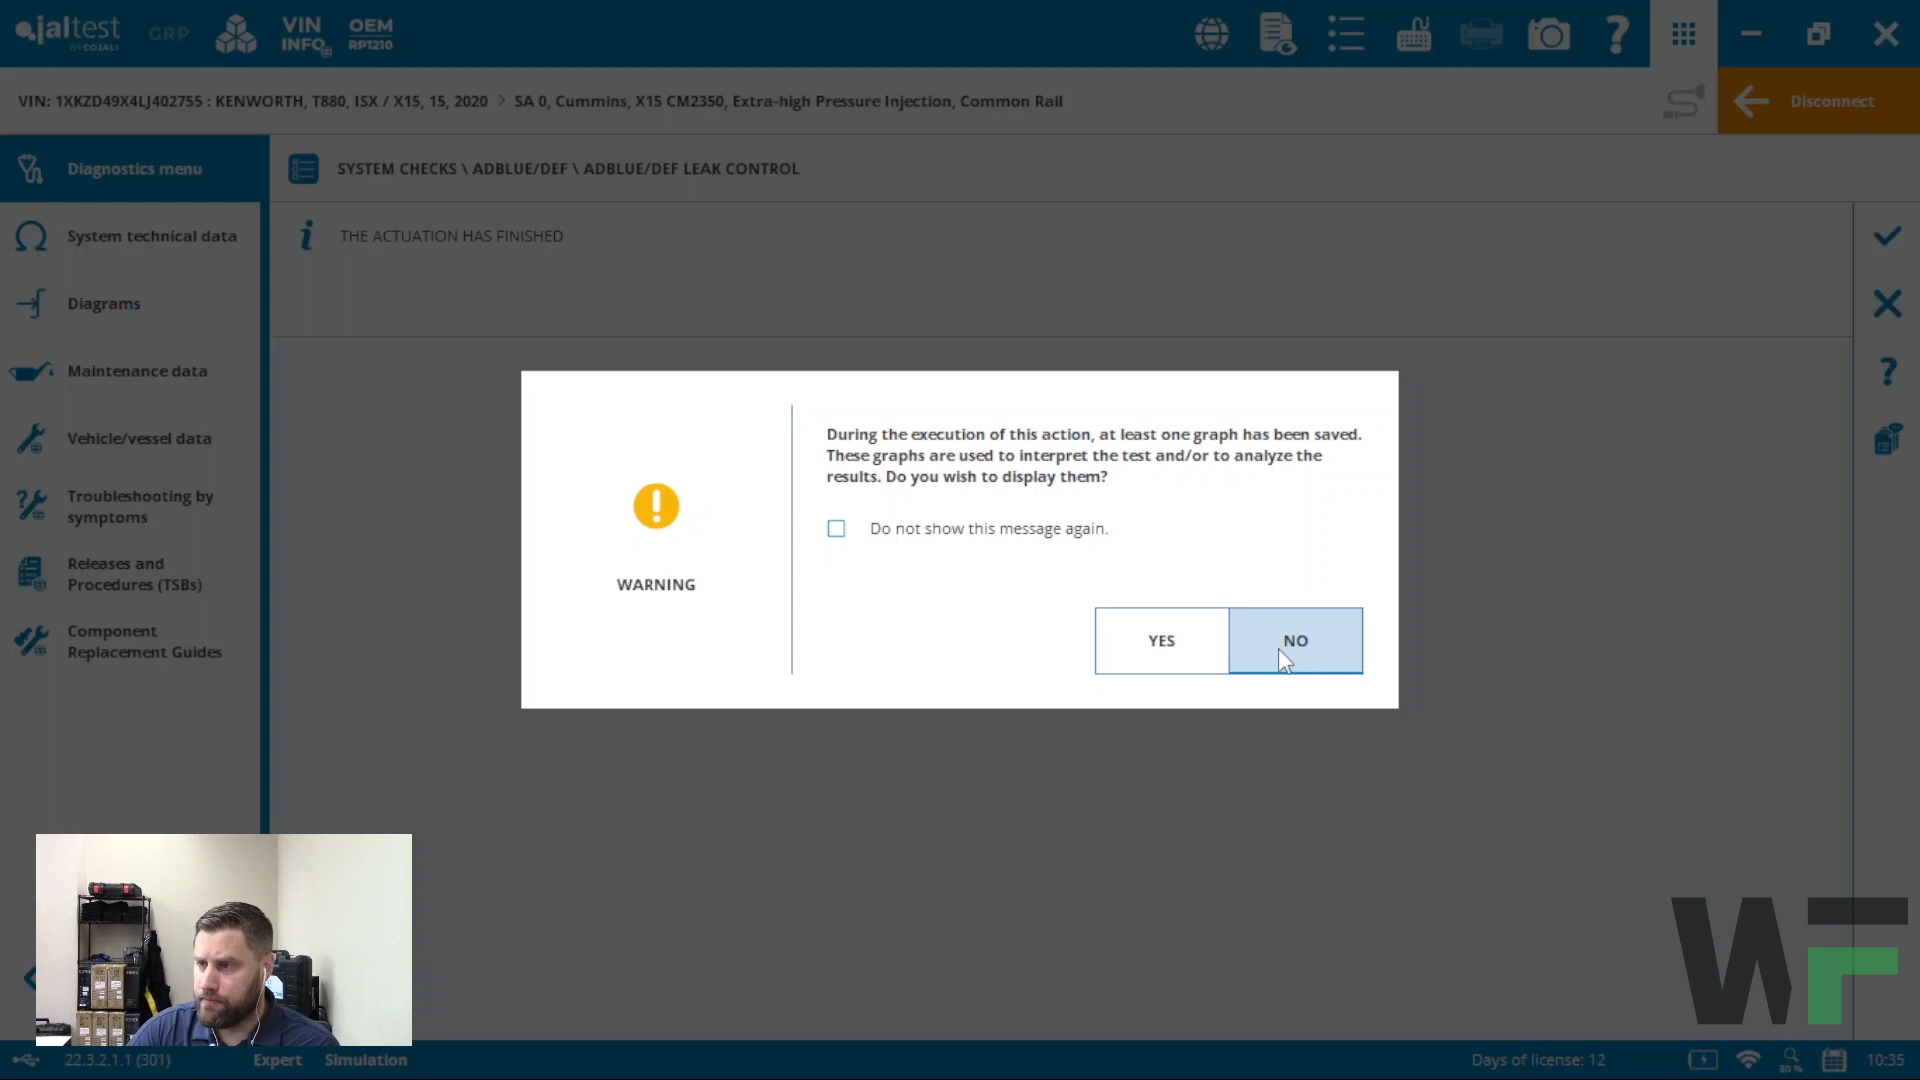 jaltest
BY COJALI
GRP
VIN
INFO
OEM
RP1210
VIN: 1XKZD49X4LJ402755 : KENWORTH, T880, ISX / X15, 15, 2020 > SA 0, Cummins, X15 CM2350, Extra-high Pressure Injection, Common Rail
Disconnect
Diagnostics menu
SYSTEM CHECKS \ ADBLUE/DEF \ ADBLUE/DEF LEAK CONTROL
System technical data
THE ACTUATION HAS FINISHED
Diagrams
Maintenance data
Vehicle/vessel data
Troubleshooting by
symptoms
Releases and
Procedures (TSBs)
Component
Replacement Guides
WARNING
During the execution of this action, at least one graph has been saved.
These graphs are used to interpret the test and/or to analyze the
results. Do you wish to display them?
Do not show this message again.
YES
NO
WF
22.3.2.1.1 (301)
Expert
Simulation
Days of license: 12
80 %
10:35